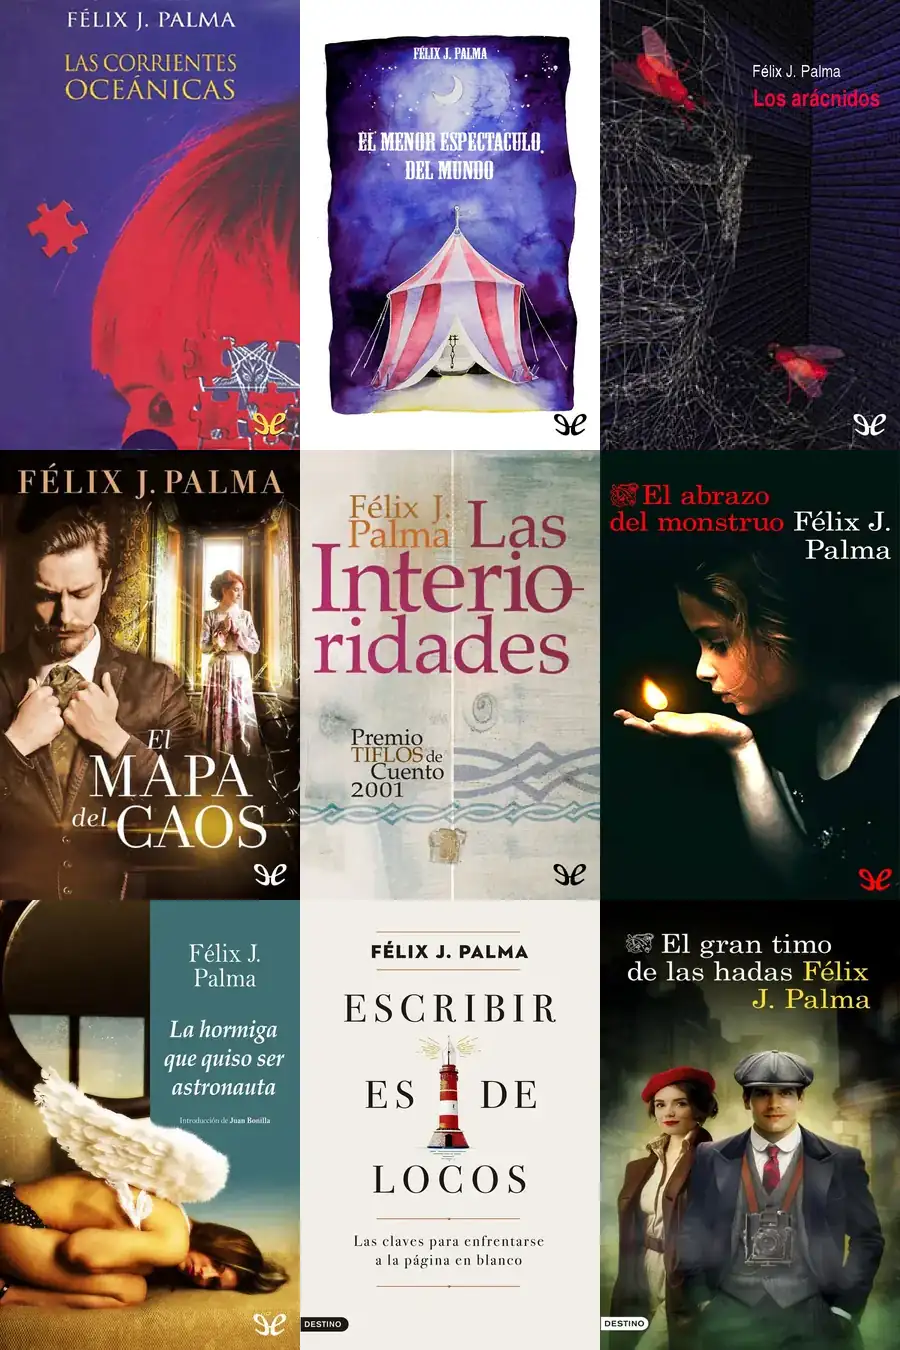 FÉLIX J. PALMA
LAS CORRIENTES
OCEÁNICAS
FÉLIX J. PALMA
EL MENOR ESPECTACULO
DEL MUNDO
Félix J. Palma
Los arácnidos
FÉLIX J. PALMA
El
MAPA
del CAOS
Félix J.
Palma
Las
Interio-
ridades
Premio
TIFLOS de
Cuento
2001
El abrazo
del monstruo Félix J.
Palma
Félix J.
Palma
La hormiga
que quiso ser
astronauta
Introducción de Juan Bonilla
FÉLIX J. PALMA
ESCRIBIR
ES DE
LOCOS
Las claves para enfrentarse
a la página en blanco
DESTINO
El gran timo
de las hadas Félix
J. Palma
DESTINO